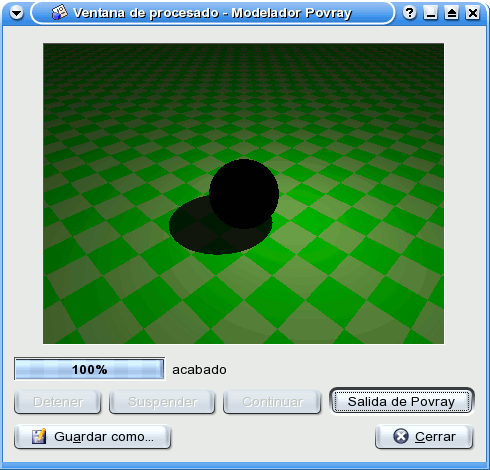 Ventana de procesado - Modelador Povray
100% acabado
Detener Suspender Continuar Salida de Povray
Guardar como... Cerrar